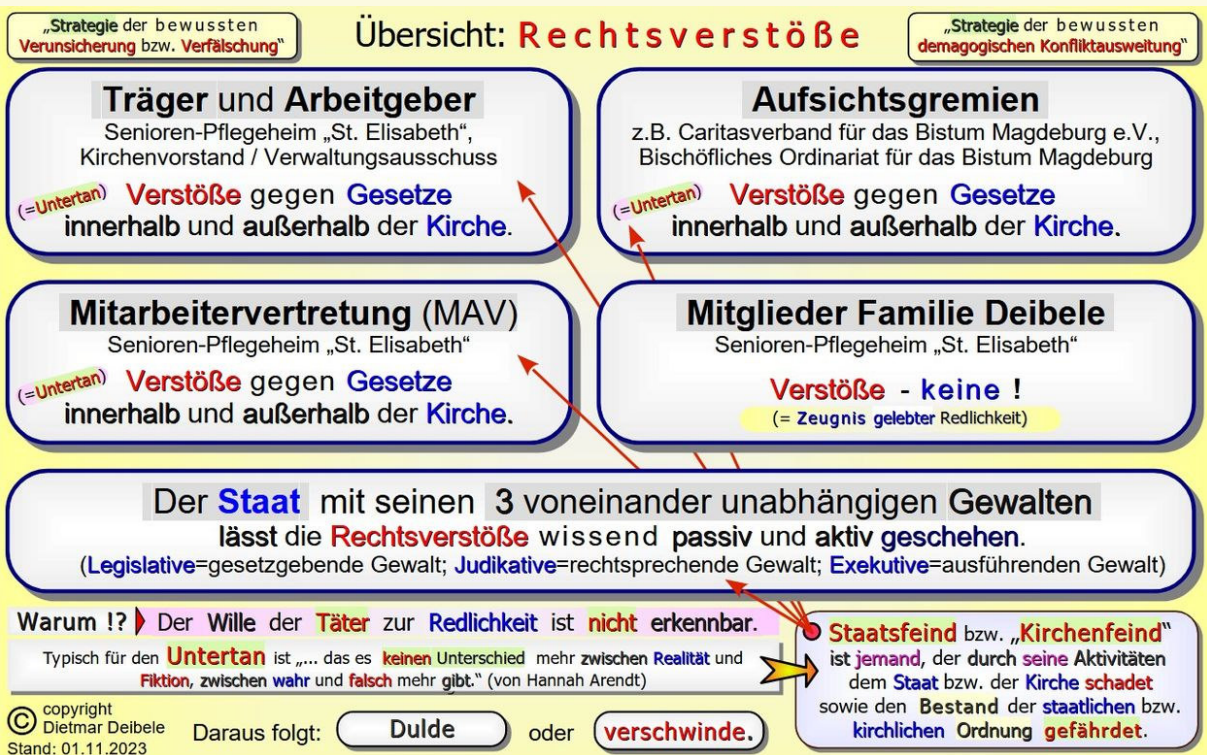 „Strategie der bewussten
Verunsicherung bzw. Verfälschung“
Übersicht: Rechtsverstöße
„Strategie der bewussten
demagogischen Konfliktausweitung“
Träger und Arbeitgeber
Senioren-Pflegeheim „St. Elisabeth“,
Kirchenvorstand / Verwaltungsausschuss
(=Untertan)
Verstöße gegen Gesetze
innerhalb und außerhalb der Kirche.
Aufsichtsgremien
z.B. Caritasverband für das Bistum Magdeburg e.V.,
Bischöfliches Ordinariat für das Bistum Magdeburg
(=Untertan)
Verstöße gegen Gesetze
innerhalb und außerhalb der Kirche.
Mitarbeitervertretung (MAV)
Senioren-Pflegeheim „St. Elisabeth“
(=Untertan)
Verstöße gegen Gesetze
innerhalb und außerhalb der Kirche.
Mitglieder Familie Deibele
Senioren-Pflegeheim „St. Elisabeth“
Verstöße - keine !
(= Zeugnis gelebter Redlichkeit)
Der Staat mit seinen 3 voneinander unabhängigen Gewalten
lässt die Rechtsverstöße wissend passiv und aktiv geschehen.
(Legislative=gesetzgebende Gewalt; Judikative=rechtsprechende Gewalt; Exekutive=ausführenden Gewalt)
Warum !? Der Wille der Täter zur Redlichkeit ist nicht erkennbar.
Typisch für den Untertan ist „... das es keinen Unterschied mehr zwischen Realität und
Fiktion, zwischen wahr und falsch mehr gibt.“ (von Hannah Arendt)
Staatsfeind bzw. „Kirchenfeind“
ist jemand, der durch seine Aktivitäten
dem Staat bzw. der Kirche schadet
sowie den Bestand der staatlichen bzw.
kirchlichen Ordnung gefährdet.
© copyright
Dietmar Deibele
Stand: 01.11.2023
Daraus folgt: Dulde oder verschwinde.